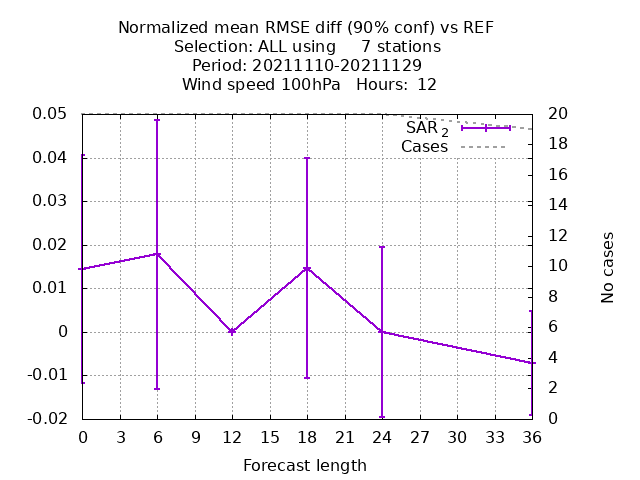 Normalized mean RMSE diff (90% conf) vs REF
Selection: ALL using     7 stations
Period: 20211110-20211129
Wind speed 100hPa   Hours:  12
SAR 2
Cases
0.05
0.04
0.03
0.02
0.01
0
-0.01
-0.02
20
18
16
14
12
10
8
6
4
2
0
No cases
0 3 6 9 12 15 18 21 24 27 30 33 36
Forecast length